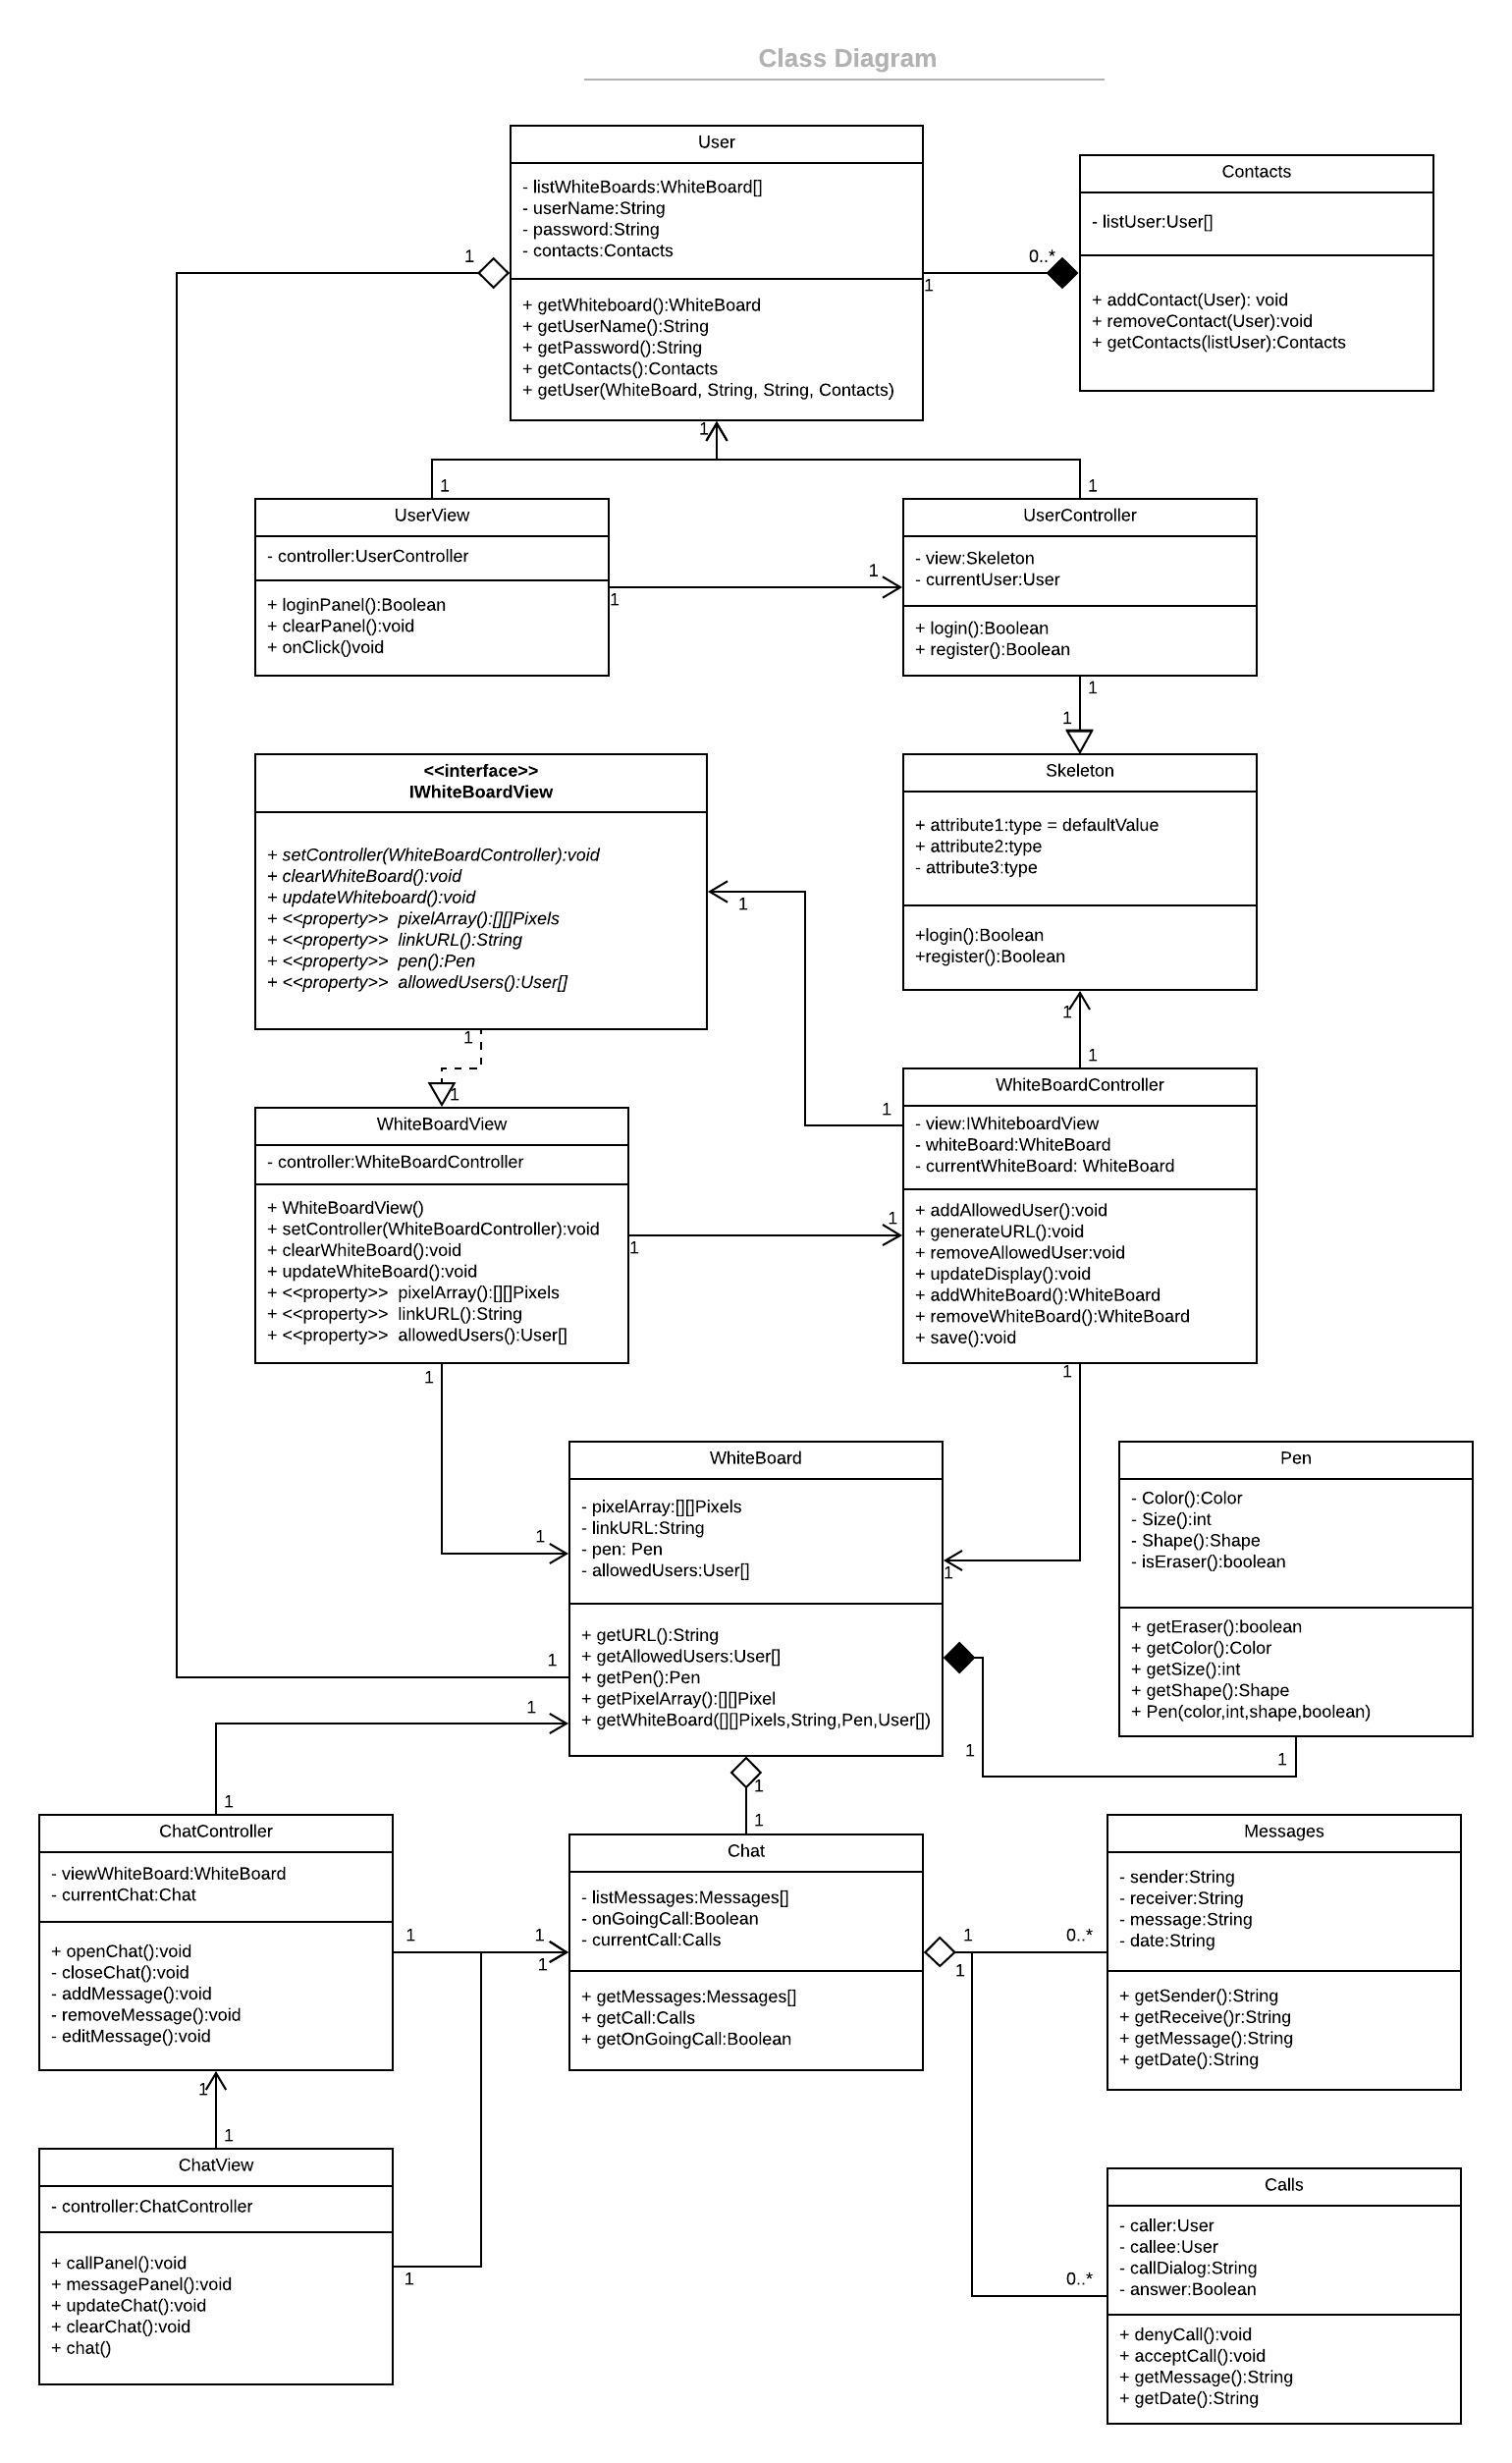 Class Diagram
User
- listWhiteBoards:WhiteBoard[]
- userName:String
- password:String
- contacts:Contacts
+ getWhiteboard():WhiteBoard
+ getUserName():String
+ getPassword():String
+ getContacts():Contacts
+ getUser(WhiteBoard, String, String, Contacts)
Contacts
- listUser:User[]
+ addContact(User): void
+ removeContact(User):void
+ getContacts(listUser):Contacts
1
0..*
1
1
1
1
UserView
- controller:UserController
+ loginPanel():Boolean
+ clearPanel():void
+ onClick()void
1
1
UserController
- view:Skeleton
- currentUser:User
+ login():Boolean
+ register():Boolean
1
1
<<interface>>
IWhiteBoardView
+ setController(WhiteBoardController):void
+ clearWhiteBoard():void
+ updateWhiteboard():void
+ <<property>>  pixelArray():[][]Pixels
+ <<property>>  linkURL():String
+ <<property>>  pen():Pen
+ <<property>>  allowedUsers():User[]
1
Skeleton
+ attribute1:type = defaultValue
+ attribute2:type
- attribute3:type
+login():Boolean
+register():Boolean
1
1
1
1
1
WhiteBoardView
- controller:WhiteBoardController
+ WhiteBoardView()
+ setController(WhiteBoardController):void
+ clearWhiteBoard():void
+ updateWhiteBoard():void
+ <<property>>  pixelArray():[][]Pixels
+ <<property>>  linkURL():String
+ <<property>>  allowedUsers():User[]
1
1
WhiteBoardController
- view:IWhiteboardView
- whiteBoard:WhiteBoard
- currentWhiteBoard: WhiteBoard
+ addAllowedUser():void
+ generateURL():void
+ removeAllowedUser:void
+ updateDisplay():void
+ addWhiteBoard():WhiteBoard
+ removeWhiteBoard():WhiteBoard
+ save():void
1
1
1
1
WhiteBoard
- pixelArray:[][]Pixels
- linkURL:String
- pen: Pen
- allowedUsers:User[]
+ getURL():String
+ getAllowedUsers:User[]
+ getPen():Pen
+ getPixelArray():[][]Pixel
+ getWhiteBoard([][]Pixels,String,Pen,User[])
Pen
- Color():Color
- Size():int
- Shape():Shape
- isEraser():boolean
+ getEraser():boolean
+ getColor():Color
+ getSize():int
+ getShape():Shape
+ Pen(color,int,shape,boolean)
1
1
1
1
1
1
1
ChatController
- viewWhiteBoard:WhiteBoard
- currentChat:Chat
+ openChat():void
- closeChat():void
- addMessage():void
- removeMessage():void
- editMessage():void
1
1
1
Chat
- listMessages:Messages[]
- onGoingCall:Boolean
- currentCall:Calls
+ getMessages:Messages[]
+ getCall:Calls
+ getOnGoingCall:Boolean
1
0..*
1
Messages
- sender:String
- receiver:String
- message:String
- date:String
+ getSender():String
+ getReceive()r:String
+ getMessage():String
+ getDate():String
1
1
ChatView
- controller:ChatController
+ callPanel():void
+ messagePanel():void
+ updateChat():void
+ clearChat():void
+ chat()
1
0..*
Calls
- caller:User
- callee:User
- callDialog:String
- answer:Boolean
+ denyCall():void
+ acceptCall():void
+ getMessage():String
+ getDate():String